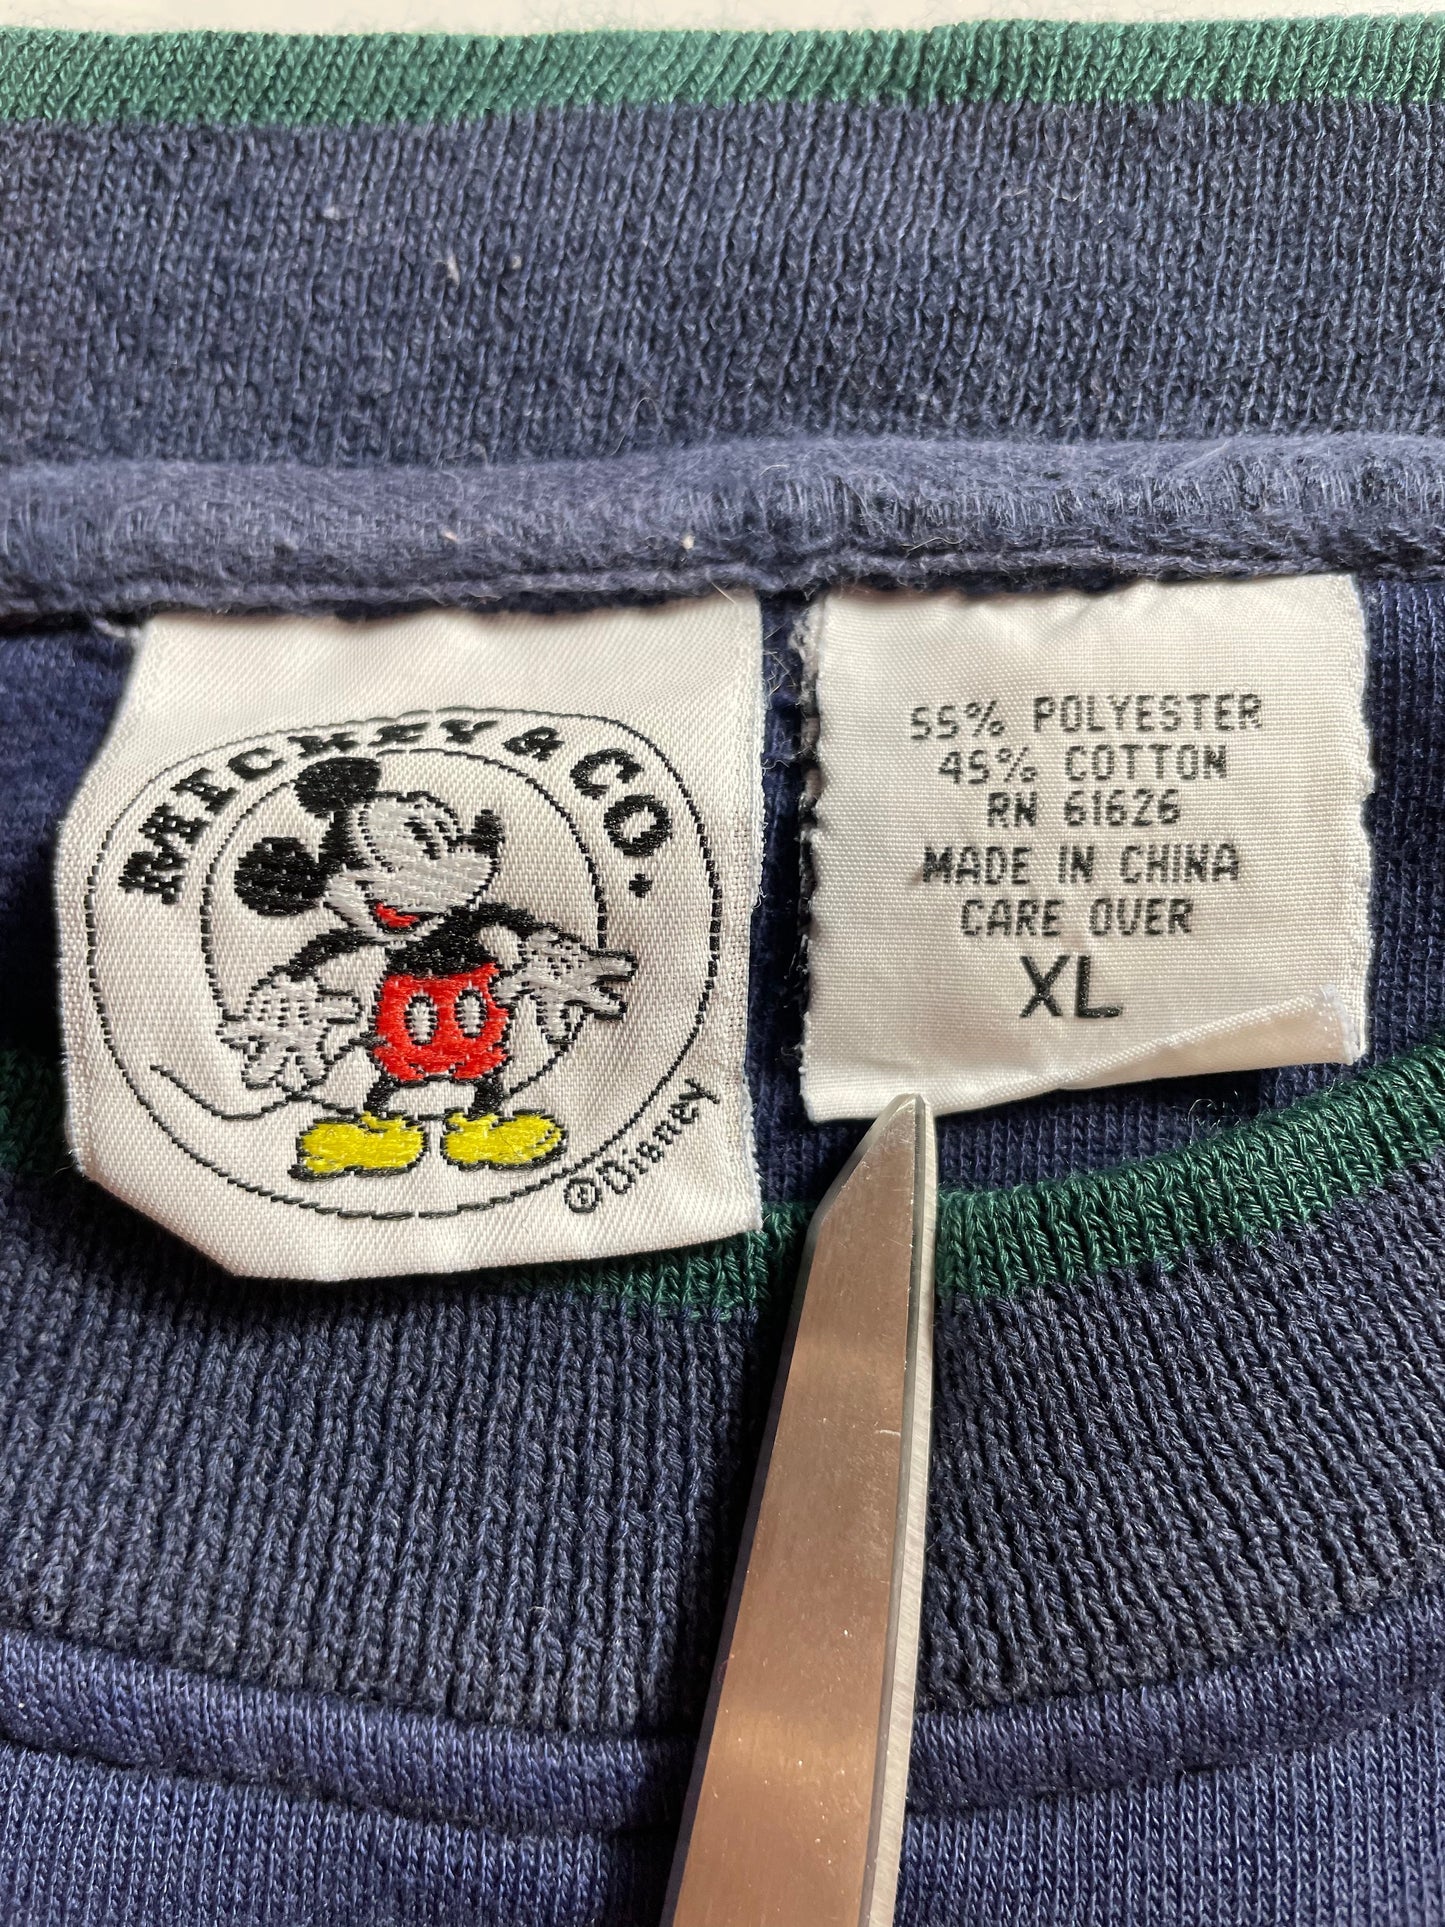 MICKEY & CO.
©Disney
55% POLYESTER
45% COTTON
RN 61626
MADE IN CHINA
CARE OVER
XL